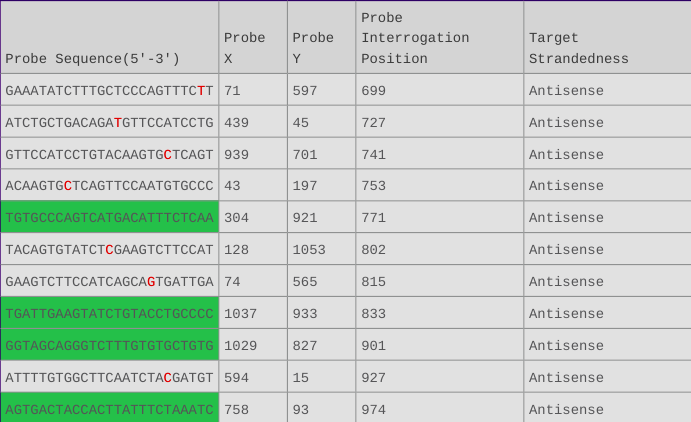 Probe Sequence(5'-3') Probe X Probe Y Probe Interrogation Position Target Strandedness
GAAATATCTTTGCTCCCAGTTTCTT 71 597 699 Antisense
ATCTGCTGACAGATGTTCCATCCTG 439 45 727 Antisense
GTTCCATCCTGTACAAGTGCTCAGT 939 701 741 Antisense
ACAAGTGCTCAGTTCCAATGTGCCC 43 197 753 Antisense
TGTGCCCAGTCATGACATTTCTCAA 304 921 771 Antisense
TACAGTGTATCTCGAAGTCTTCCAT 128 1053 802 Antisense
GAAGTCTTCCATCAGCAGTGATTGA 74 565 815 Antisense
TGATTGAAGTATCTGTACCTGCCCC 1037 933 833 Antisense
GGTAGCAGGGTCTTTGTGTGCTGTG 1029 827 901 Antisense
ATTTTGTGGCTTCAATCTACGATGT 594 15 927 Antisense
AGTGACTACCACTTATTTCTAAATC 758 93 974 Antisense